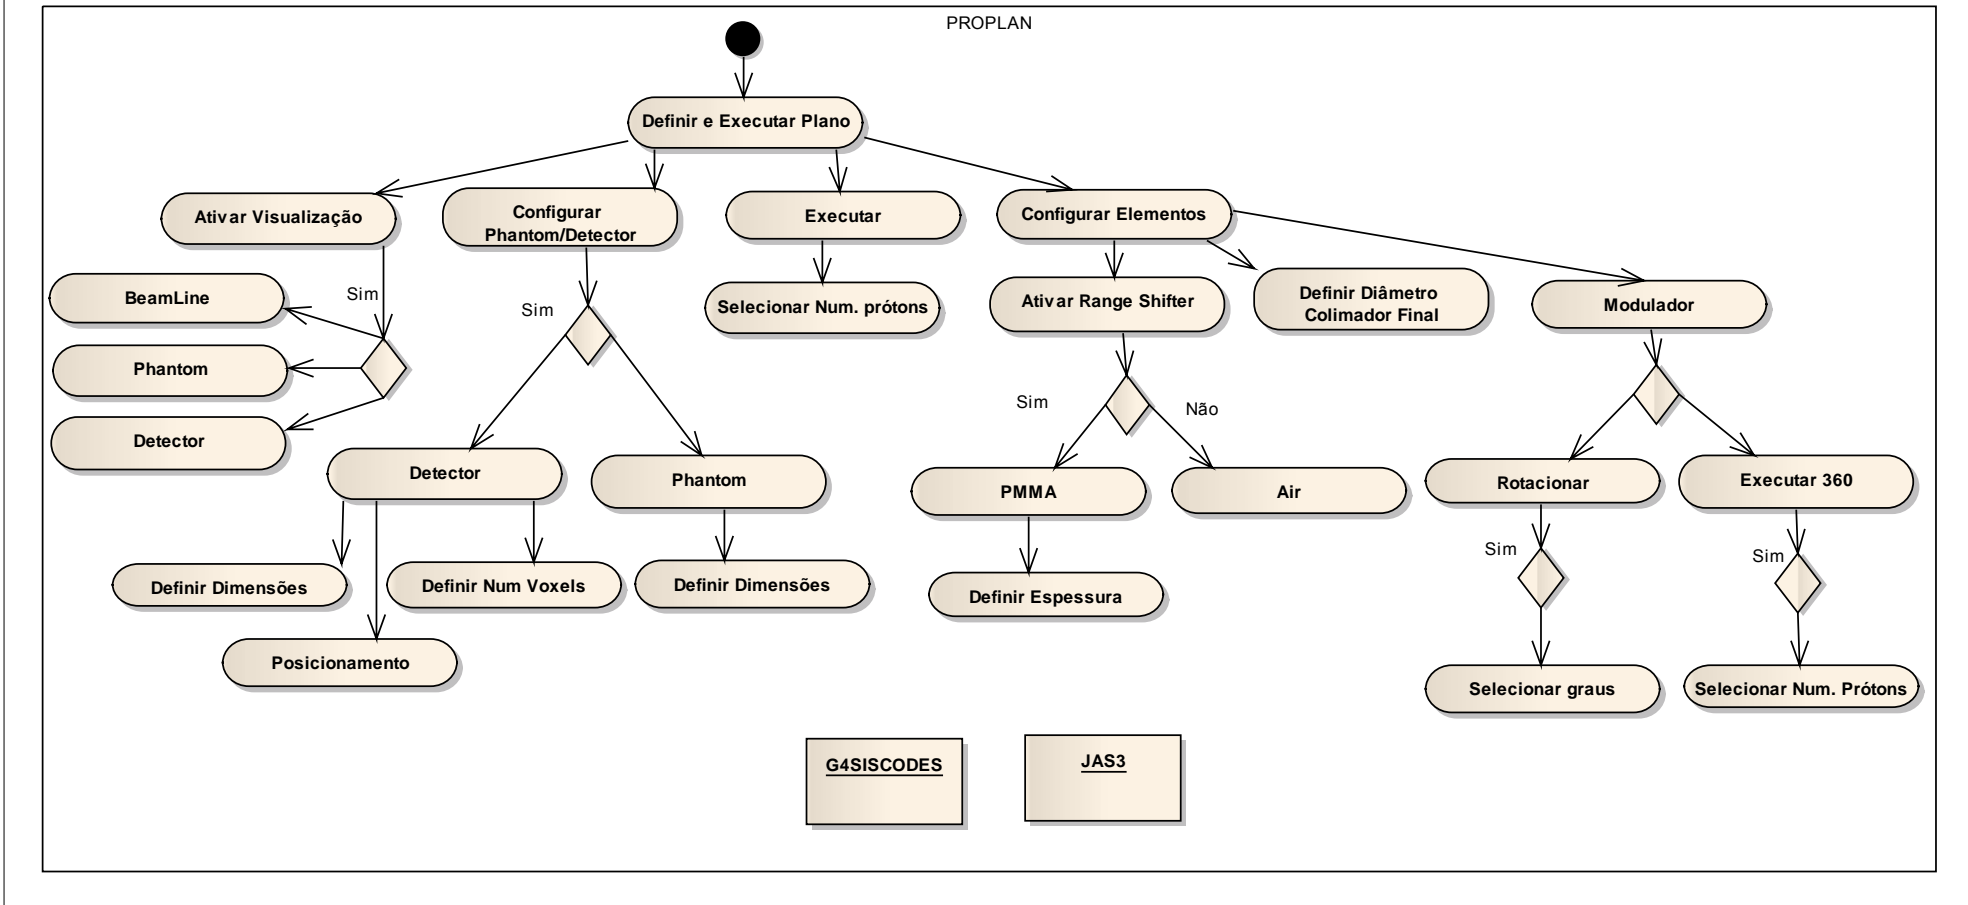 PROPLAN
Definir e Executar Plano
Ativar Visualização
Configurar
Phantom/Detector
Executar
Configurar Elementos
BeamLine
Sim
Phantom
Detector
Sim
Selecionar Num. prótons
Ativar Range Shifter
Definir Diâmetro
Colimador Final
Modulador
Sim
Não
Detector
Phantom
PMMA
Air
Rotacionar
Executar 360
Sim
Sim
Definir Dimensões
Definir Num Voxels
Definir Dimensões
Definir Espessura
Posicionamento
Selecionar graus
Selecionar Num. Prótons
G4SISCODES
JAS3